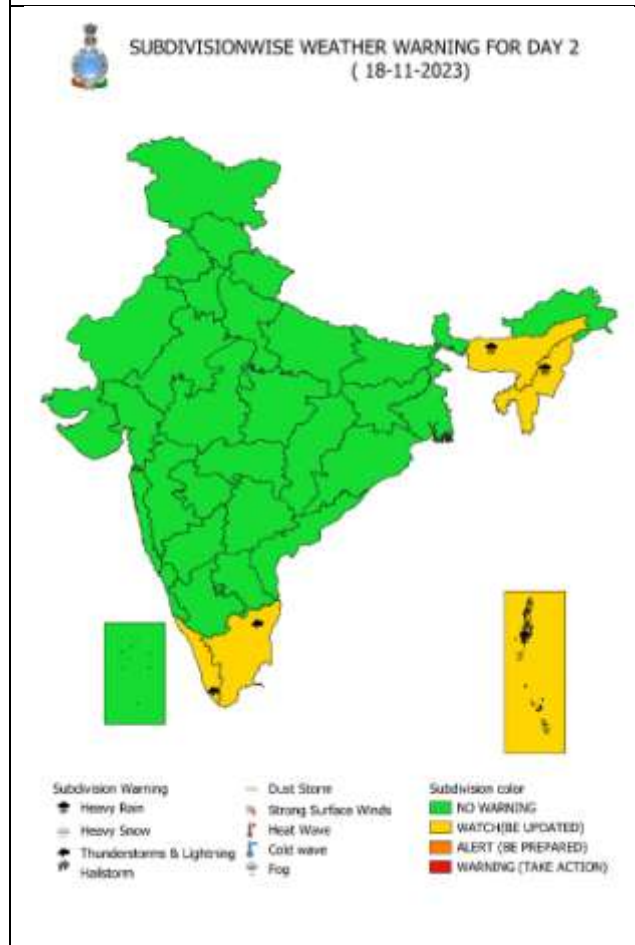 SUBDIVISIONWISE WEATHER WARNING FOR DAY 2
( 18-11-2023)
Subdivision Warning
Heavy Rain
Heavy Snow
Thunderstorms & Lightning
Hailstorm
Dust Storm
Strong Surface Winds
Heat Wave
Cold wave
Fog
Subdivision color
NO WARNING
WATCH(BE UPDATED)
ALERT (BE PREPARED)
WARNING (TAKE ACTION)